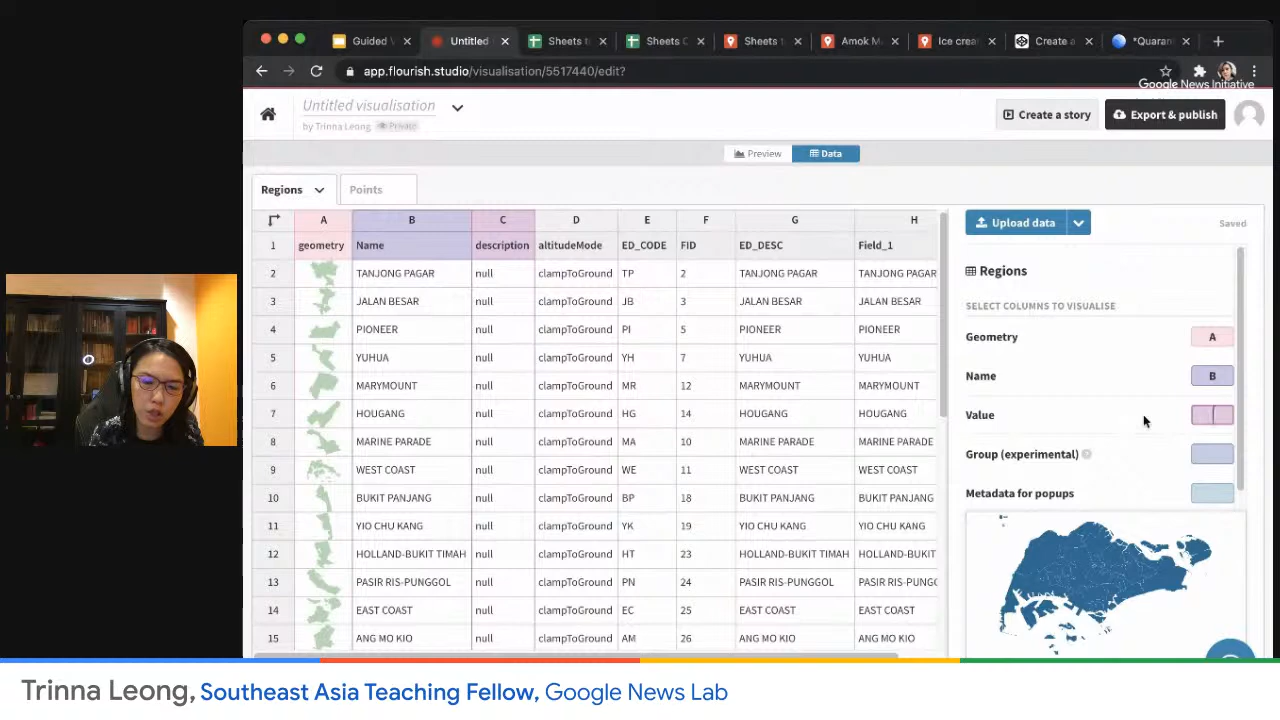 Guided
Untitled
Sheets t
Sheets C
Sheets t
Amok M
Ice crea
Create a
*Quaran
app.flourish.studio/visualisation/5517440/edit?
Google News Initiative
Untitled visualisation
by Trinna Leong
Private
Create a story
Export & publish
Preview
Data
Regions
Points
Upload data
Saved
A B C D E F G H
1 geometry Name description altitudeMode ED_CODE FID ED_DESC Field_1
2 TANJONG PAGAR null clampToGround TP 2 TANJONG PAGAR TANJONG PAGAR
3 JALAN BESAR null clampToGround JB 3 JALAN BESAR JALAN BESAR
4 PIONEER null clampToGround PI 5 PIONEER PIONEER
5 YUHUA null clampToGround YH 7 YUHUA YUHUA
6 MARYMOUNT null clampToGround MR 12 MARYMOUNT MARYMOUNT
7 HOUGANG null clampToGround HG 14 HOUGANG HOUGANG
8 MARINE PARADE null clampToGround MA 10 MARINE PARADE MARINE PARADE
9 WEST COAST null clampToGround WE 11 WEST COAST WEST COAST
10 BUKIT PANJANG null clampToGround BP 18 BUKIT PANJANG BUKIT PANJANG
11 YIO CHU KANG null clampToGround YK 19 YIO CHU KANG YIO CHU KANG
12 HOLLAND-BUKIT TIMAH null clampToGround HT 23 HOLLAND-BUKIT TIMAH HOLLAND-BUKIT
13 PASIR RIS-PUNGGOL null clampToGround PN 24 PASIR RIS-PUNGGOL PASIR RIS-PUNGG
14 EAST COAST null clampToGround EC 25 EAST COAST EAST COAST
15 ANG MO KIO null clampToGround AM 26 ANG MO KIO ANG MO KIO
Regions
SELECT COLUMNS TO VISUALISE
Geometry A
Name B
Value
Group (experimental) ?
Metadata for popups
Trinna Leong, Southeast Asia Teaching Fellow, Google News Lab